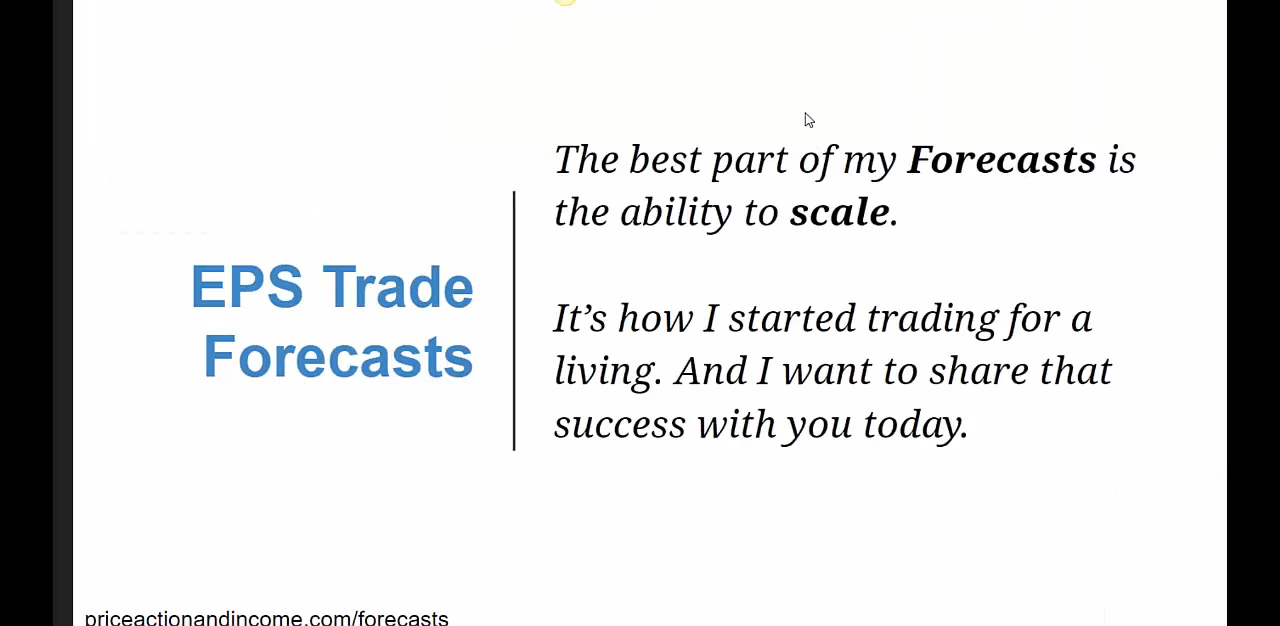 EPS Trade
Forecasts
The best part of my Forecasts is
the ability to scale.
It’s how I started trading for a
living. And I want to share that
success with you today.
priceactionandincome.com/forecasts